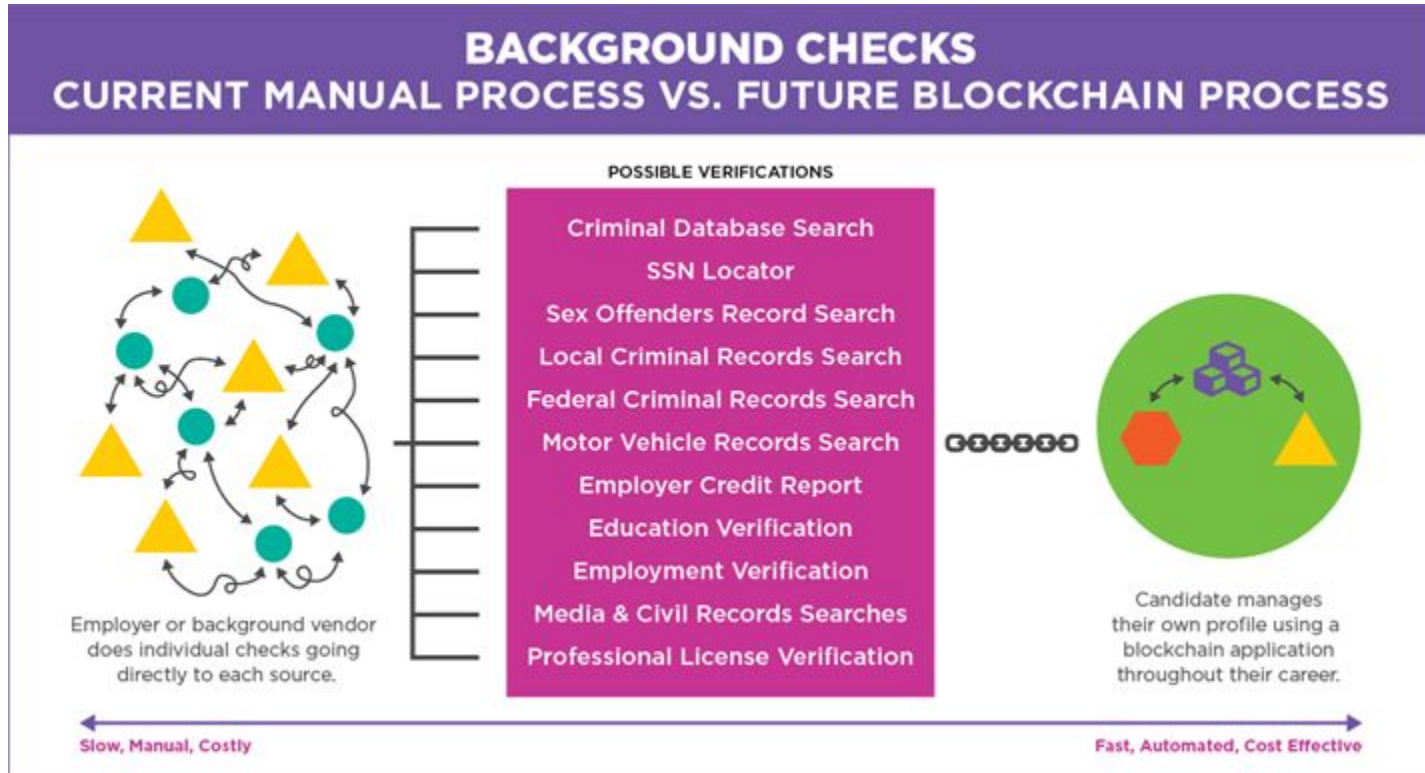 BACKGROUND CHECKS
CURRENT MANUAL PROCESS VS. FUTURE BLOCKCHAIN PROCESS
POSSIBLE VERIFICATIONS
Criminal Database Search
SSN Locator
Sex Offenders Record Search
Local Criminal Records Search
Federal Criminal Records Search
Motor Vehicle Records Search
Employer Credit Report
Education Verification
Employment Verification
Media & Civil Records Searches
Professional License Verification
Employer or background vendor
does individual checks going
directly to each source.
Candidate manages
their own profile using a
blockchain application
throughout their career.
Slow, Manual, Costly
Fast, Automated, Cost Effective